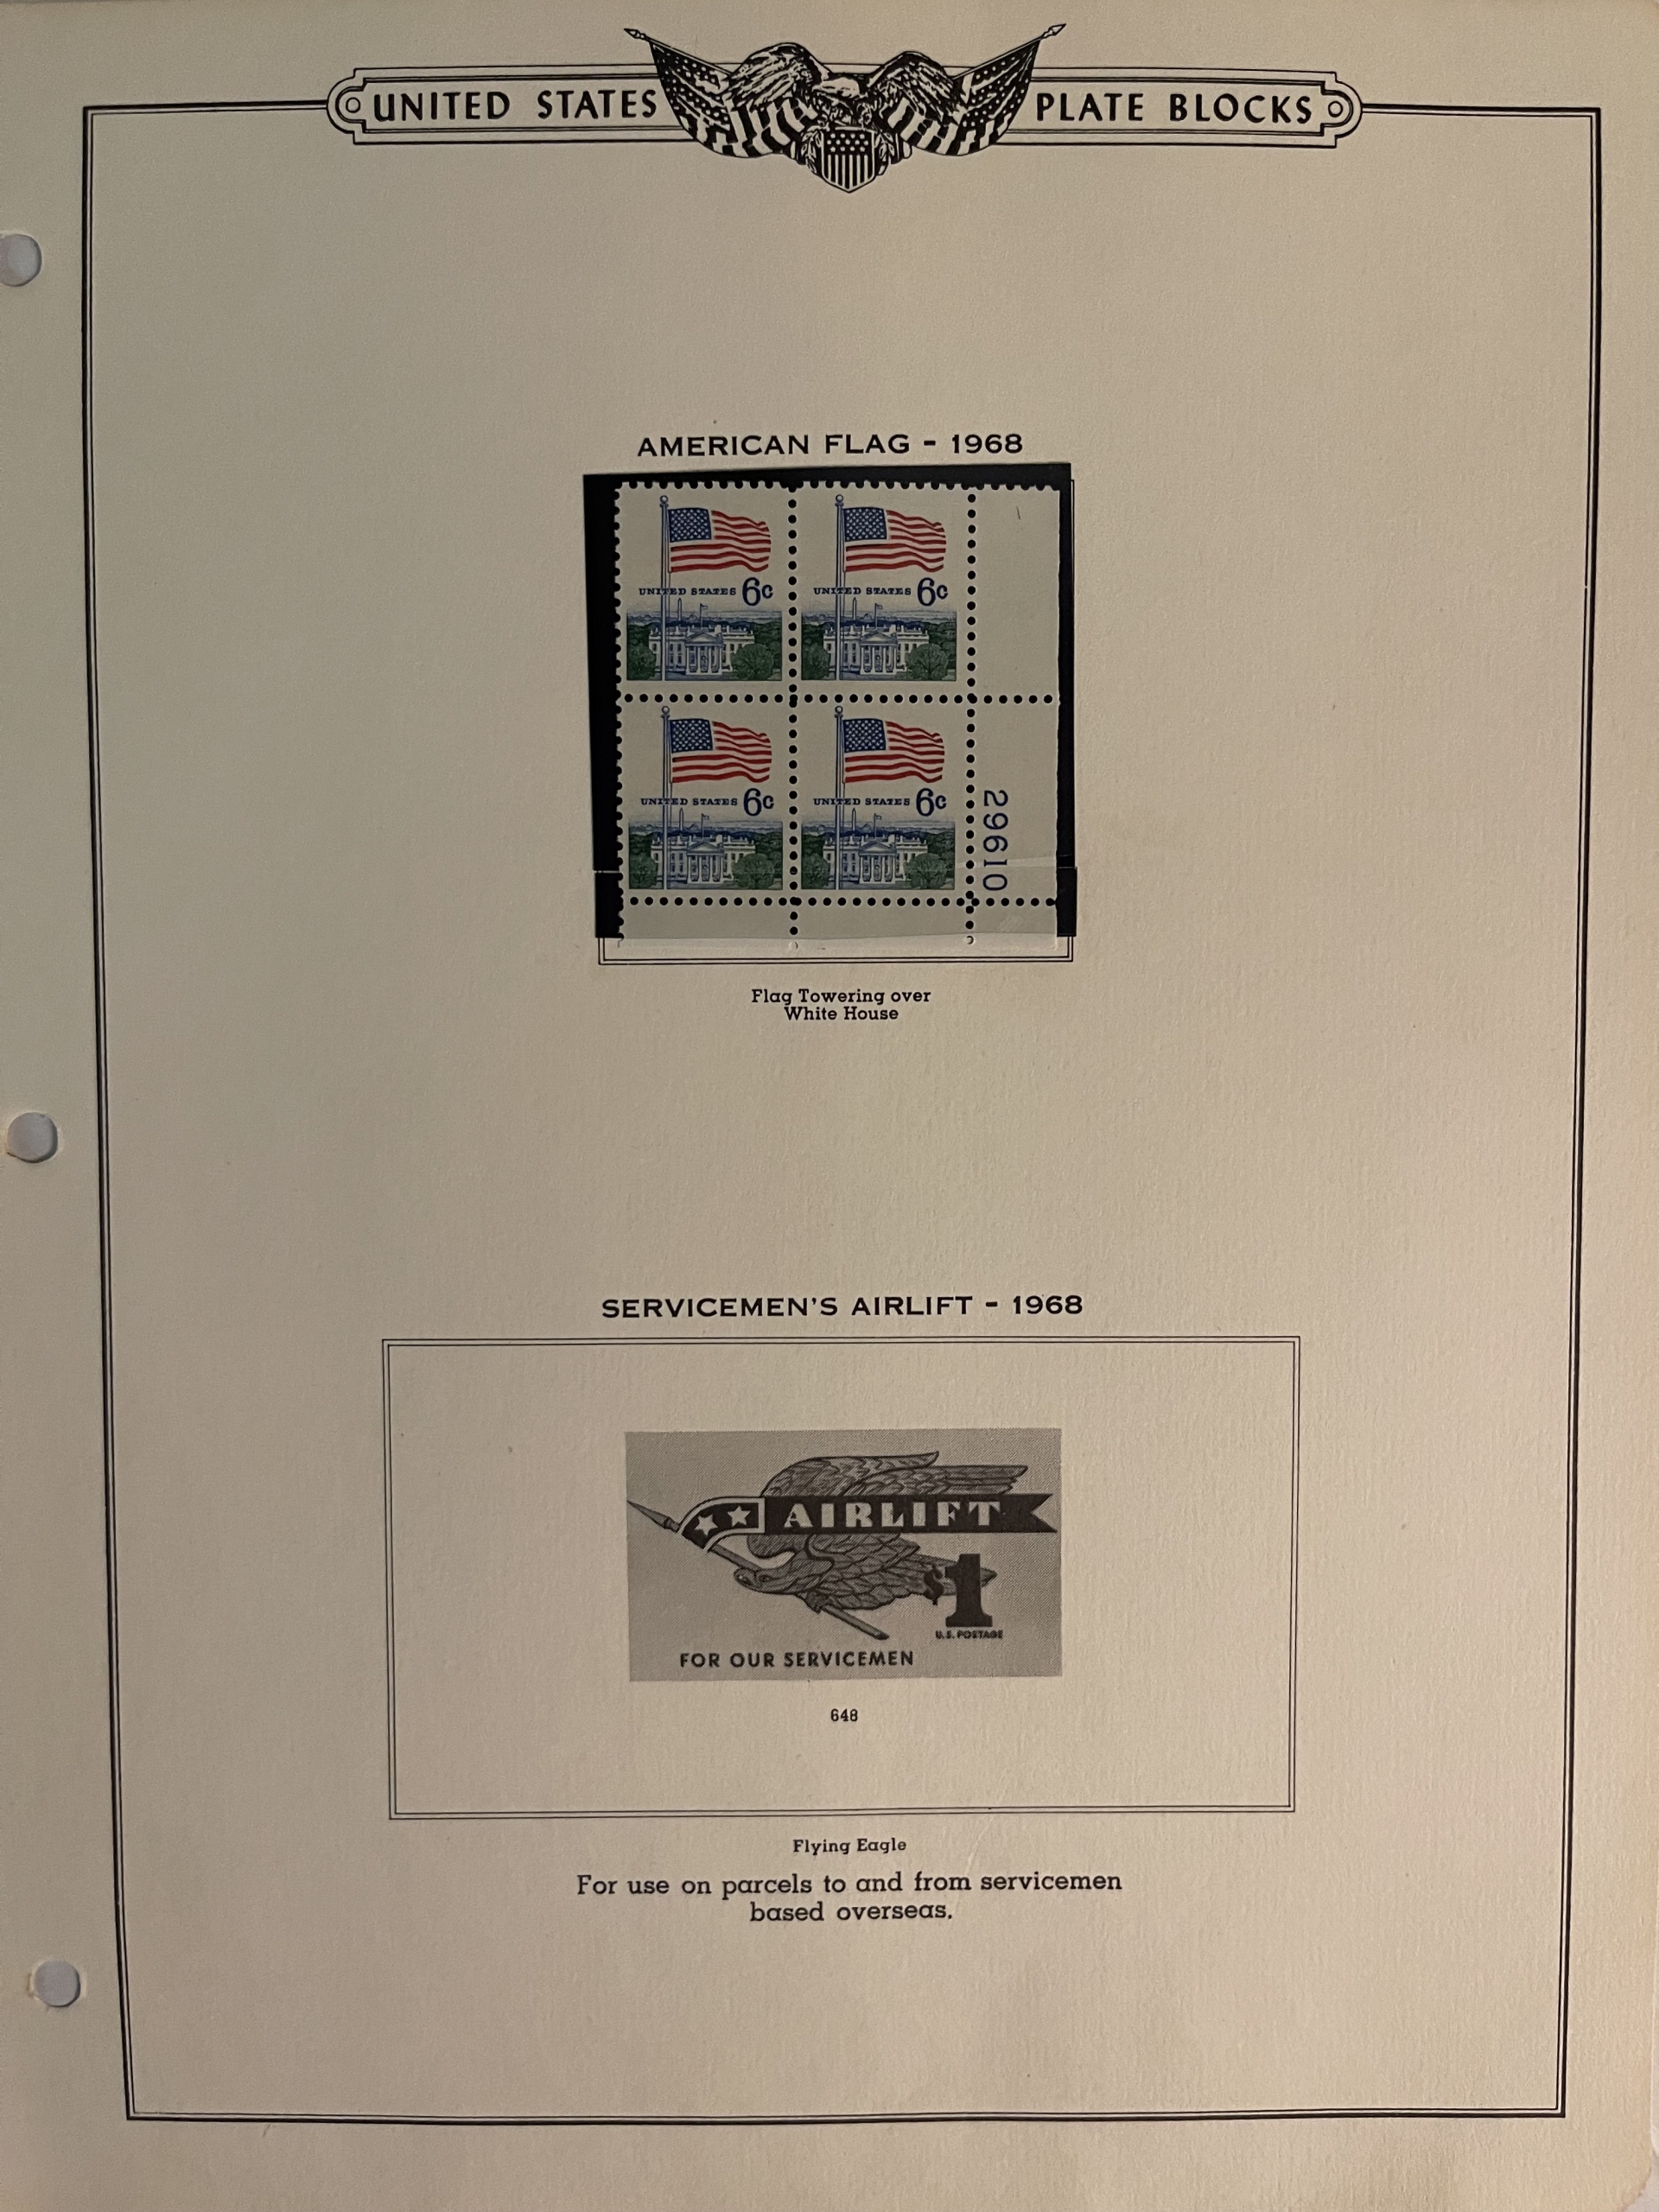 UNITED STATES PLATE BLOCKS
AMERICAN FLAG - 1968
UNITED STATES 6c UNITED STATES 6c
UNITED STATES 6c UNITED STATES 6c
29610
Flag Towering over
White House
SERVICEMEN'S AIRLIFT - 1968
AIRLIFT
$1
U.S. POSTAGE
FOR OUR SERVICEMEN
648
Flying Eagle
For use on parcels to and from servicemen
based overseas.